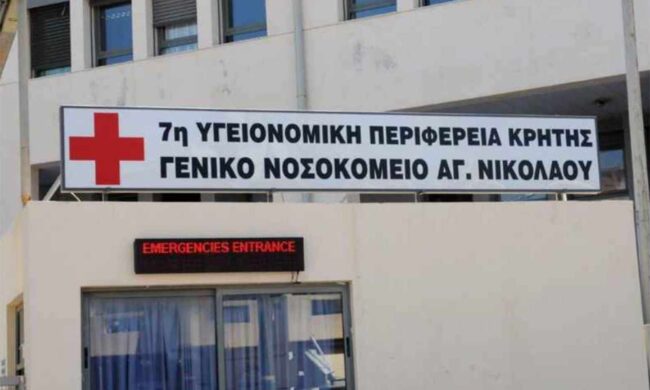 7η ΥΓΕΙΟΝΟΜΙΚΗ ΠΕΡΙΦΕΡΕΙΑ ΚΡΗΤΗΣ
ΓΕΝΙΚΟ ΝΟΣΟΚΟΜΕΙΟ ΑΓ. ΝΙΚΟΛΑΟΥ
EMERGENCIES ENTRANCE